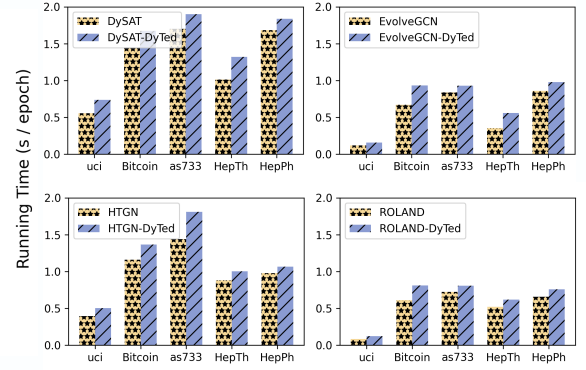 Running Time (s / epoch)
2.0
1.5
1.0
0.5
0.0
DySAT
DySAT-DyTed
uci Bitcoin as733 HepTh HepPh
2.0
1.5
1.0
0.5
0.0
EvolveGCN
EvolveGCN-DyTed
uci Bitcoin as733 HepTh HepPh
2.0
1.5
1.0
0.5
0.0
HTGN
HTGN-DyTed
uci Bitcoin as733 HepTh HepPh
2.0
1.5
1.0
0.5
0.0
ROLAND
ROLAND-DyTed
uci Bitcoin as733 HepTh HepPh